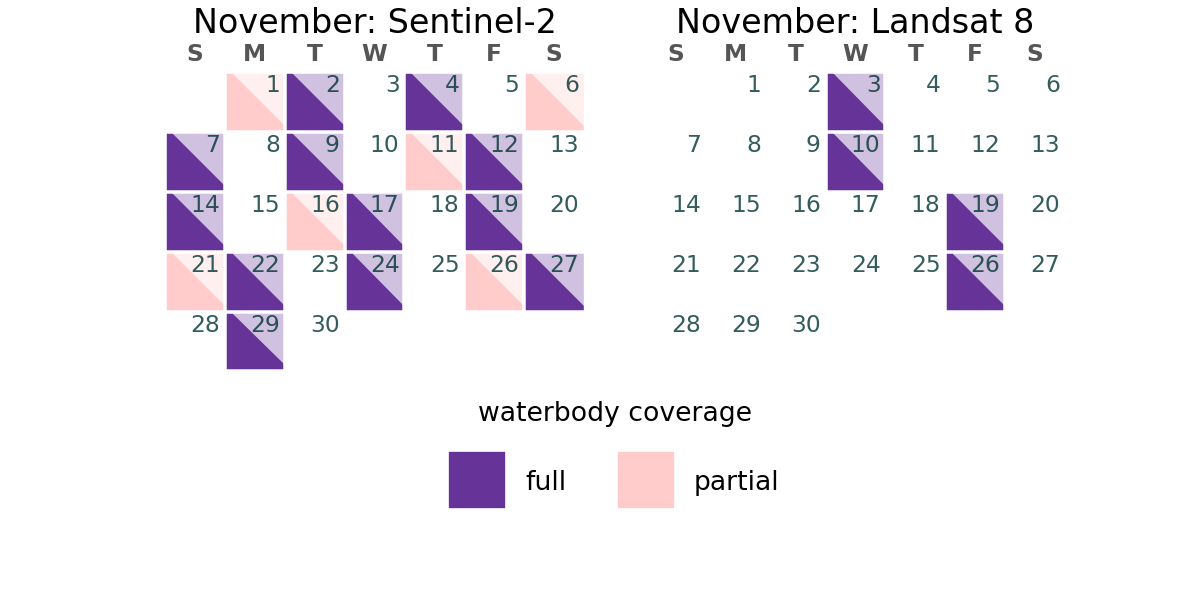 November: Sentinel-2
S M T W T F S
1 2 3 4 5 6
7 8 9 10 11 12 13
14 15 16 17 18 19 20
21 22 23 24 25 26 27
28 29 30
November: Landsat 8
S M T W T F S
1 2 3 4 5 6
7 8 9 10 11 12 13
14 15 16 17 18 19 20
21 22 23 24 25 26 27
28 29 30
waterbody coverage
full partial